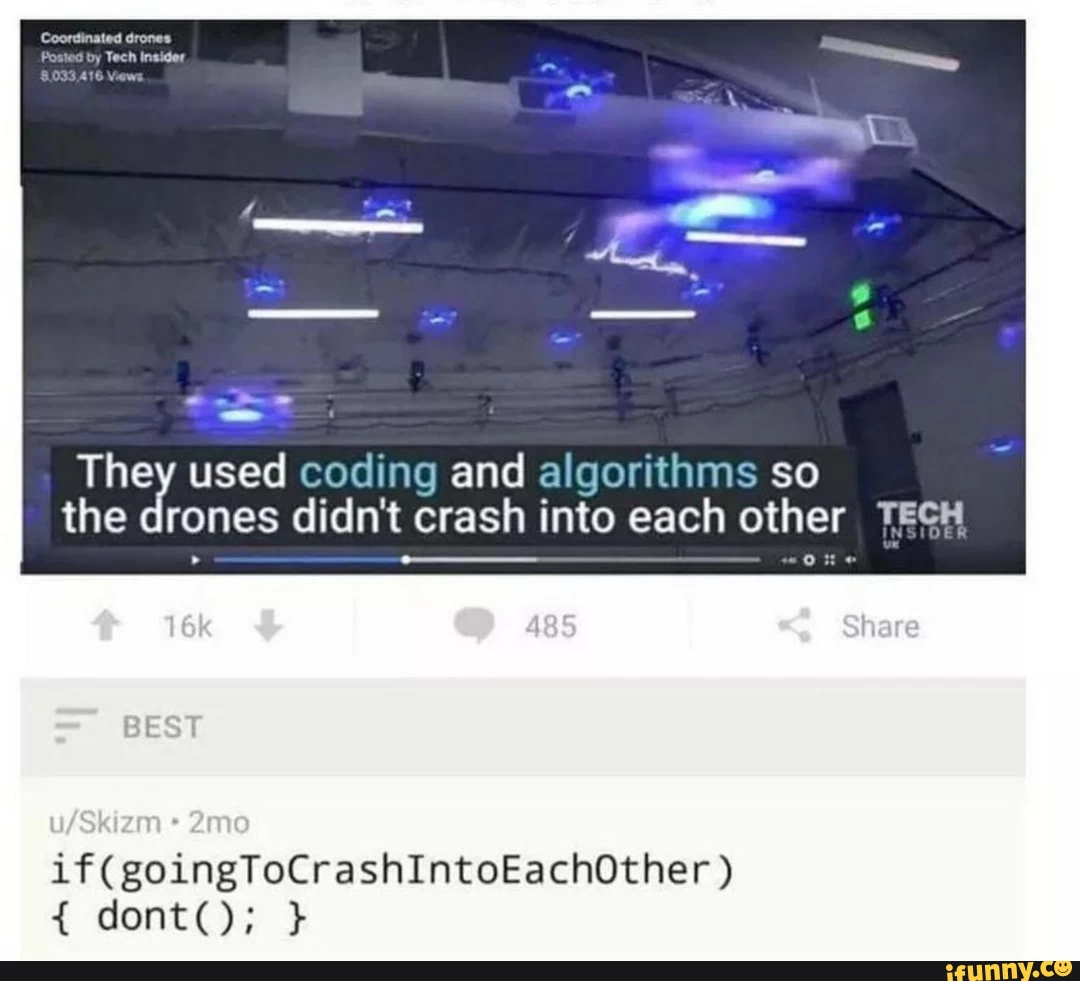 Coordinated drones
Posted by Tech Insider
8,033,416 Views
They used coding and algorithms so
the drones didn't crash into each other
TECH
INSIDER
UK
16k
485
Share
BEST
u/Skizm • 2mo
if(goingToCrashIntoEachOther)
{ dont(); }
ifunny.co